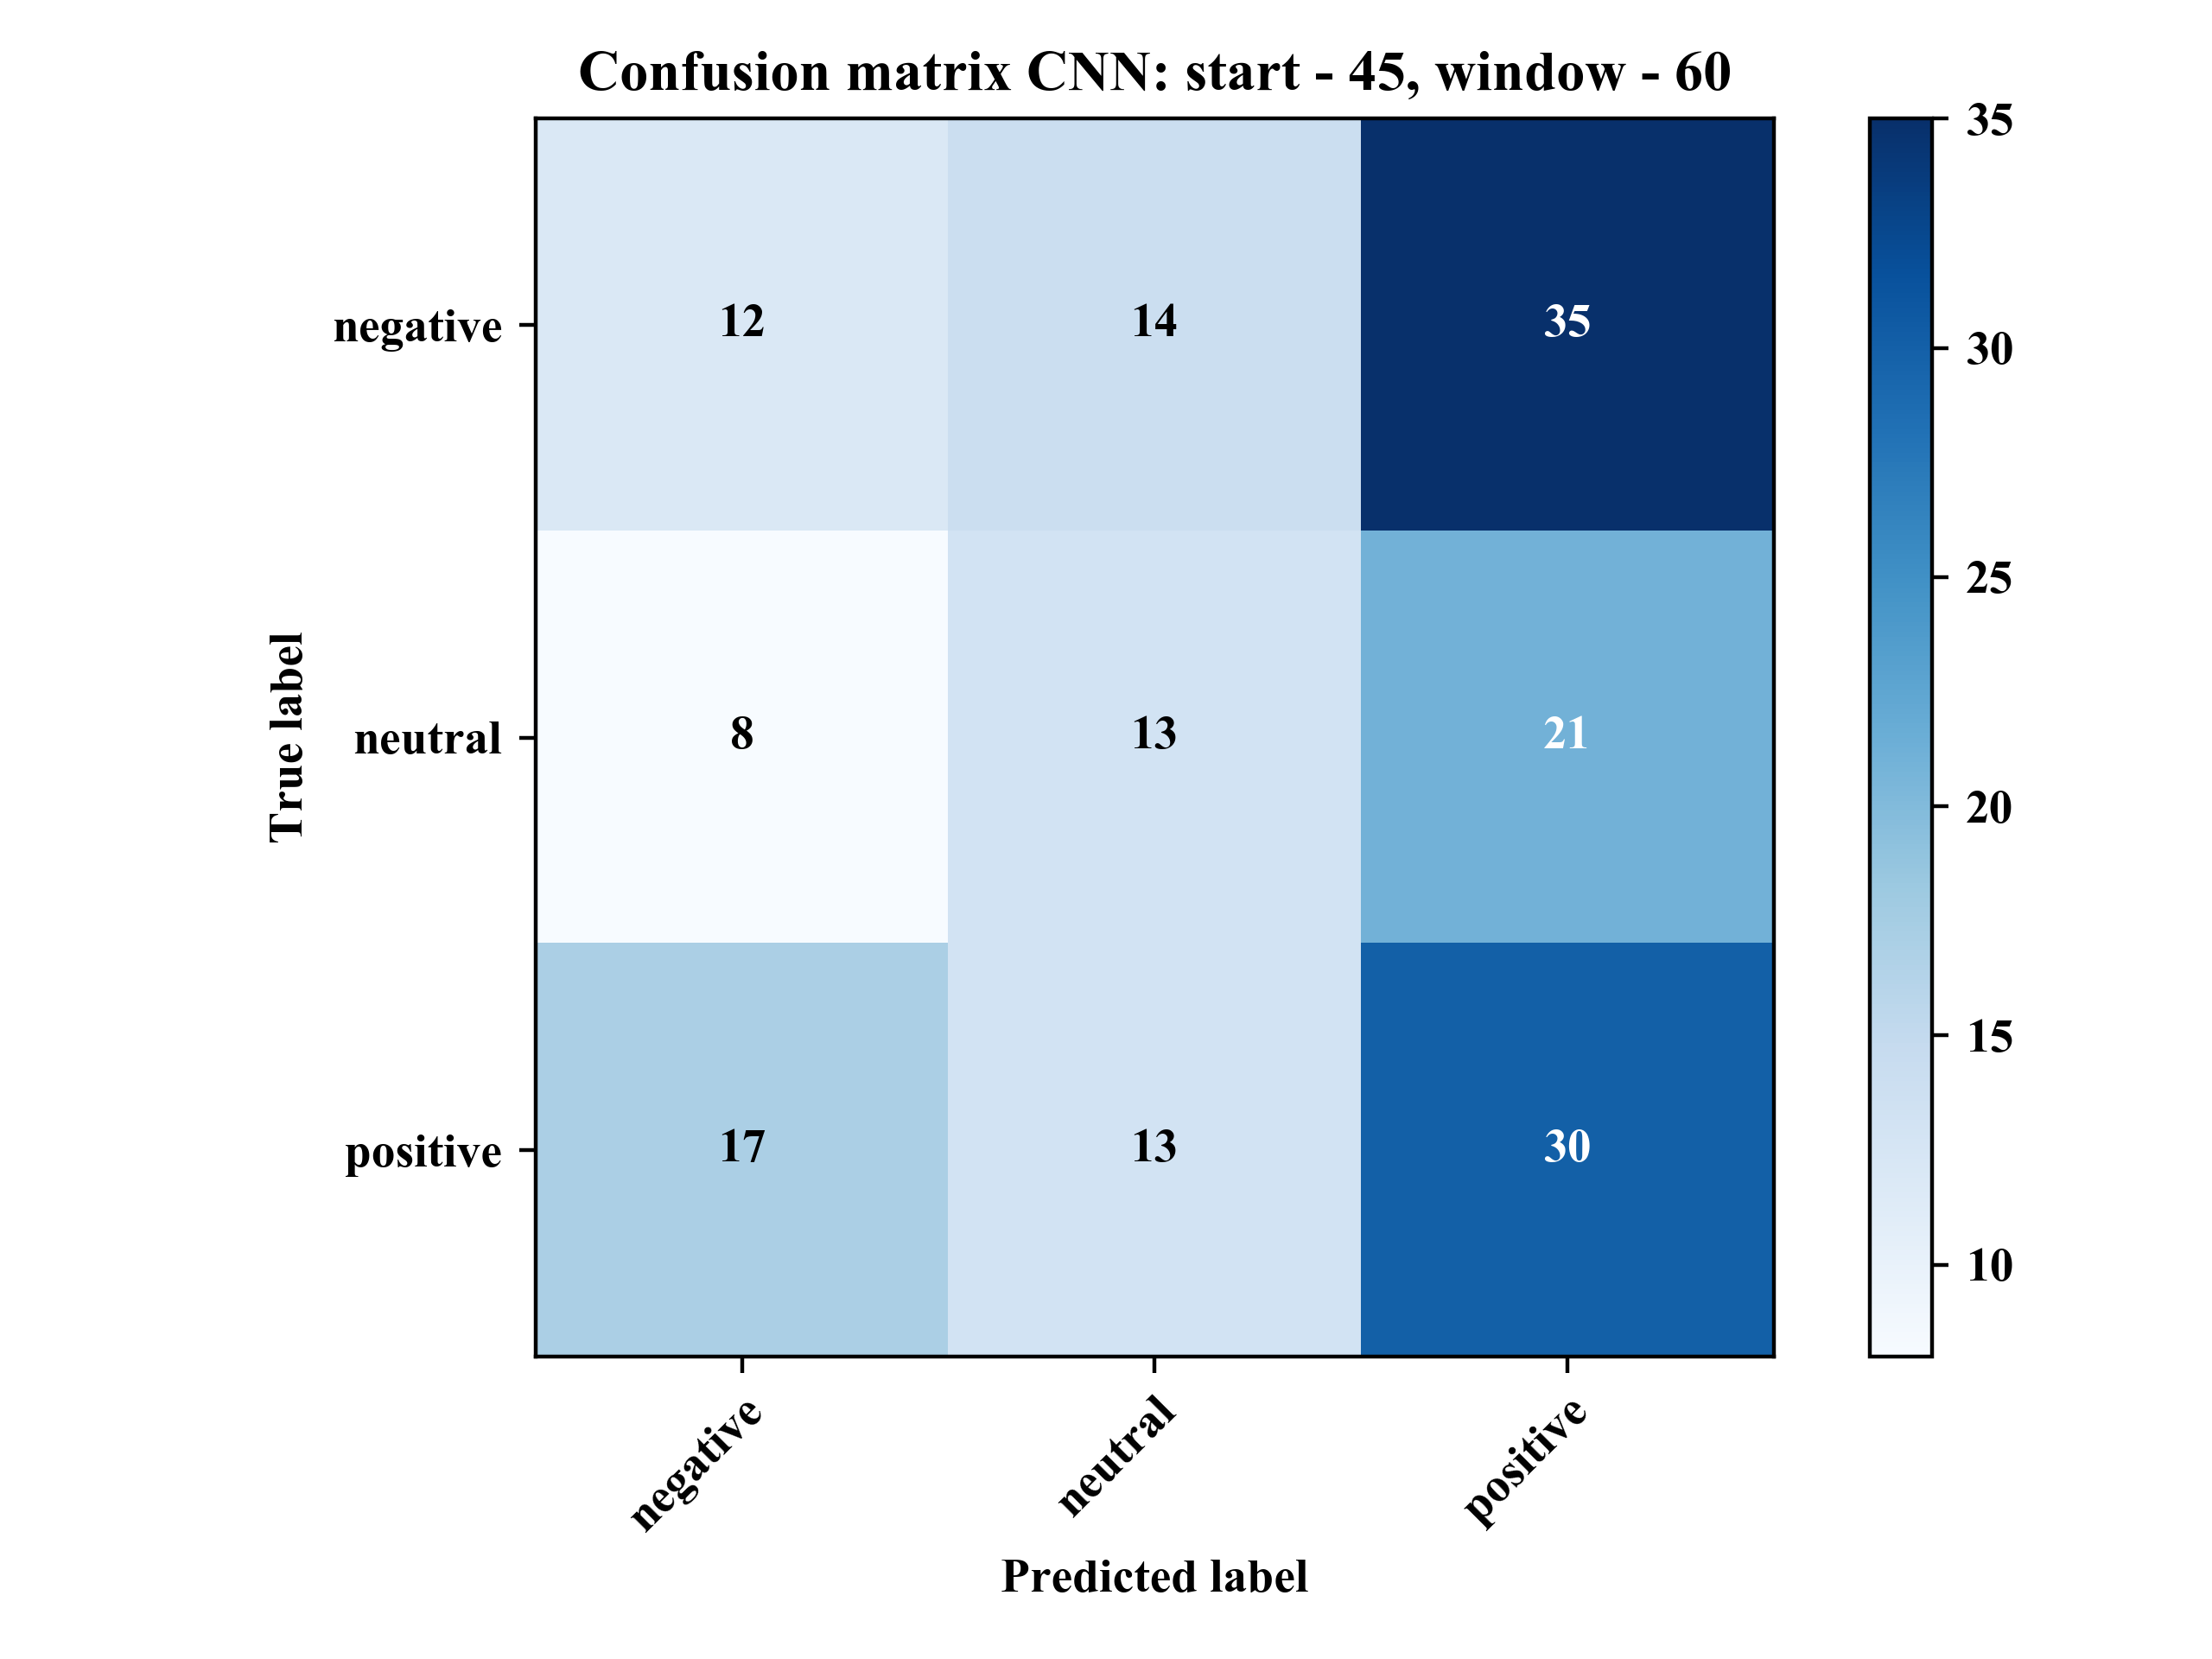 Confusion matrix CNN: start - 45, window - 60
True label
negative 12 14 35
neutral 8 13 21
positive 17 13 30
negative neutral positive
Predicted label
35
30
25
20
15
10